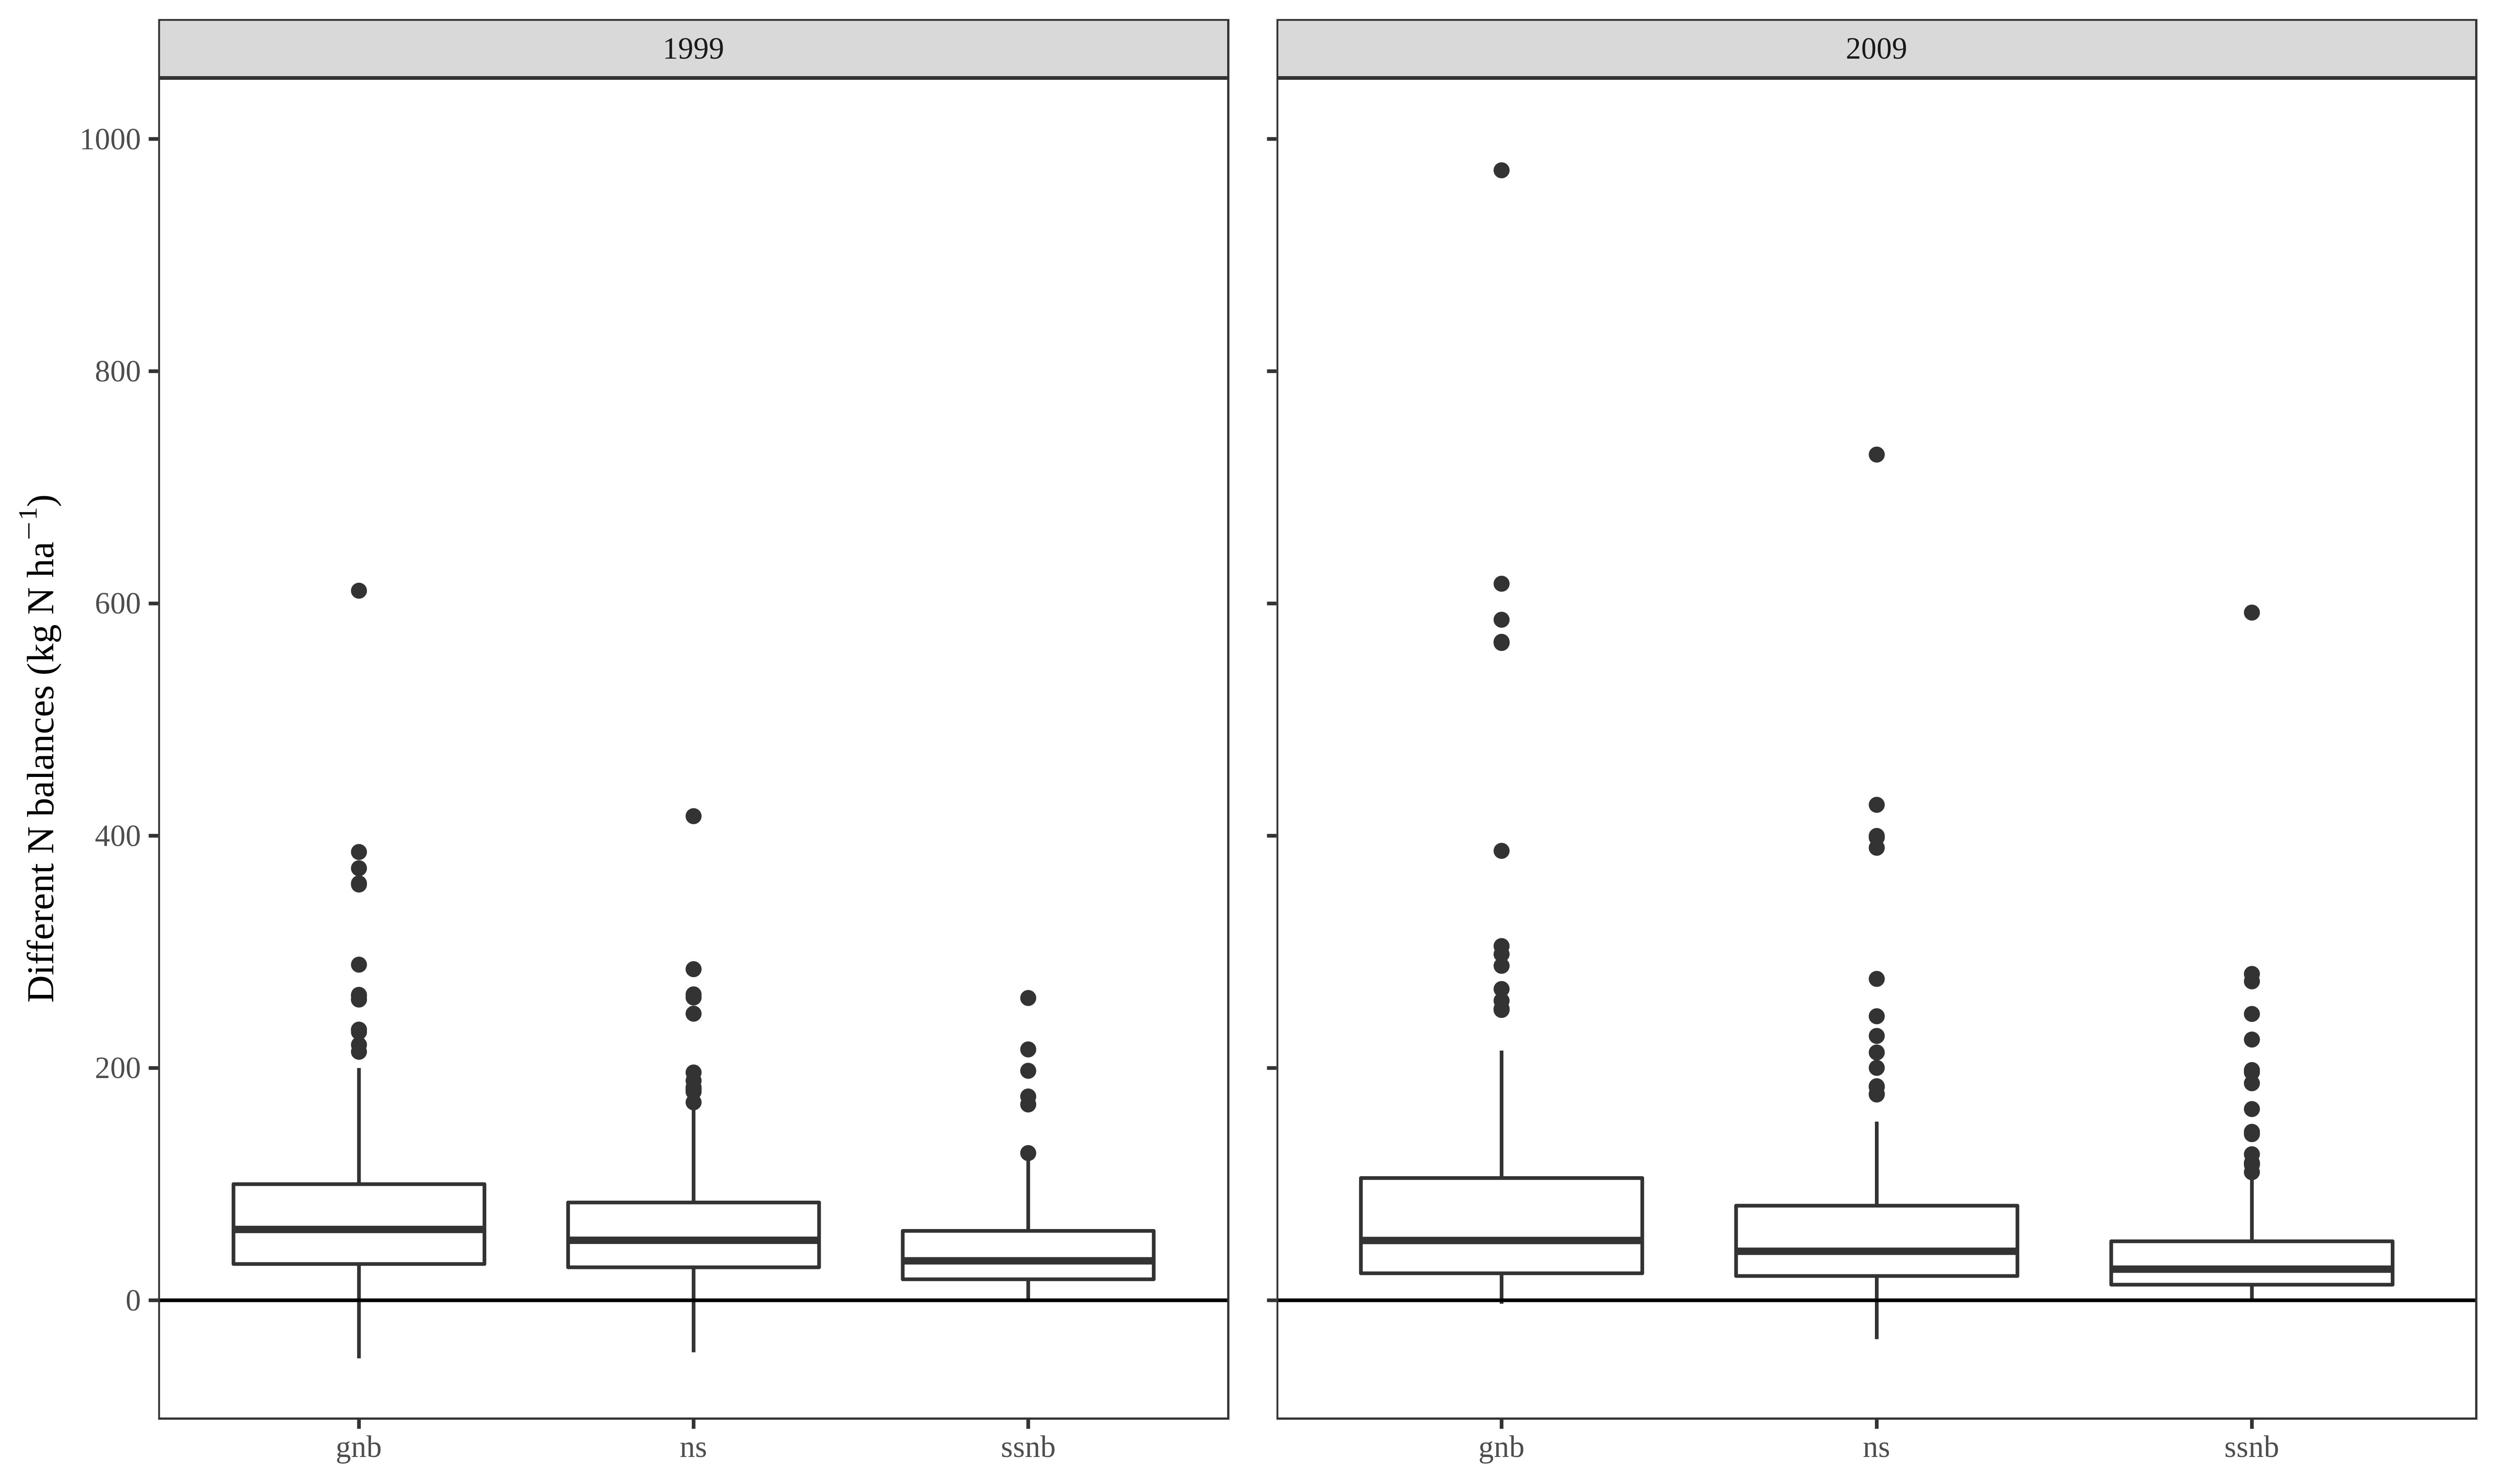 1999
2009
Different N balances (kg N ha⁻¹)
1000
800
600
400
200
0
gnb
ns
ssnb
gnb
ns
ssnb